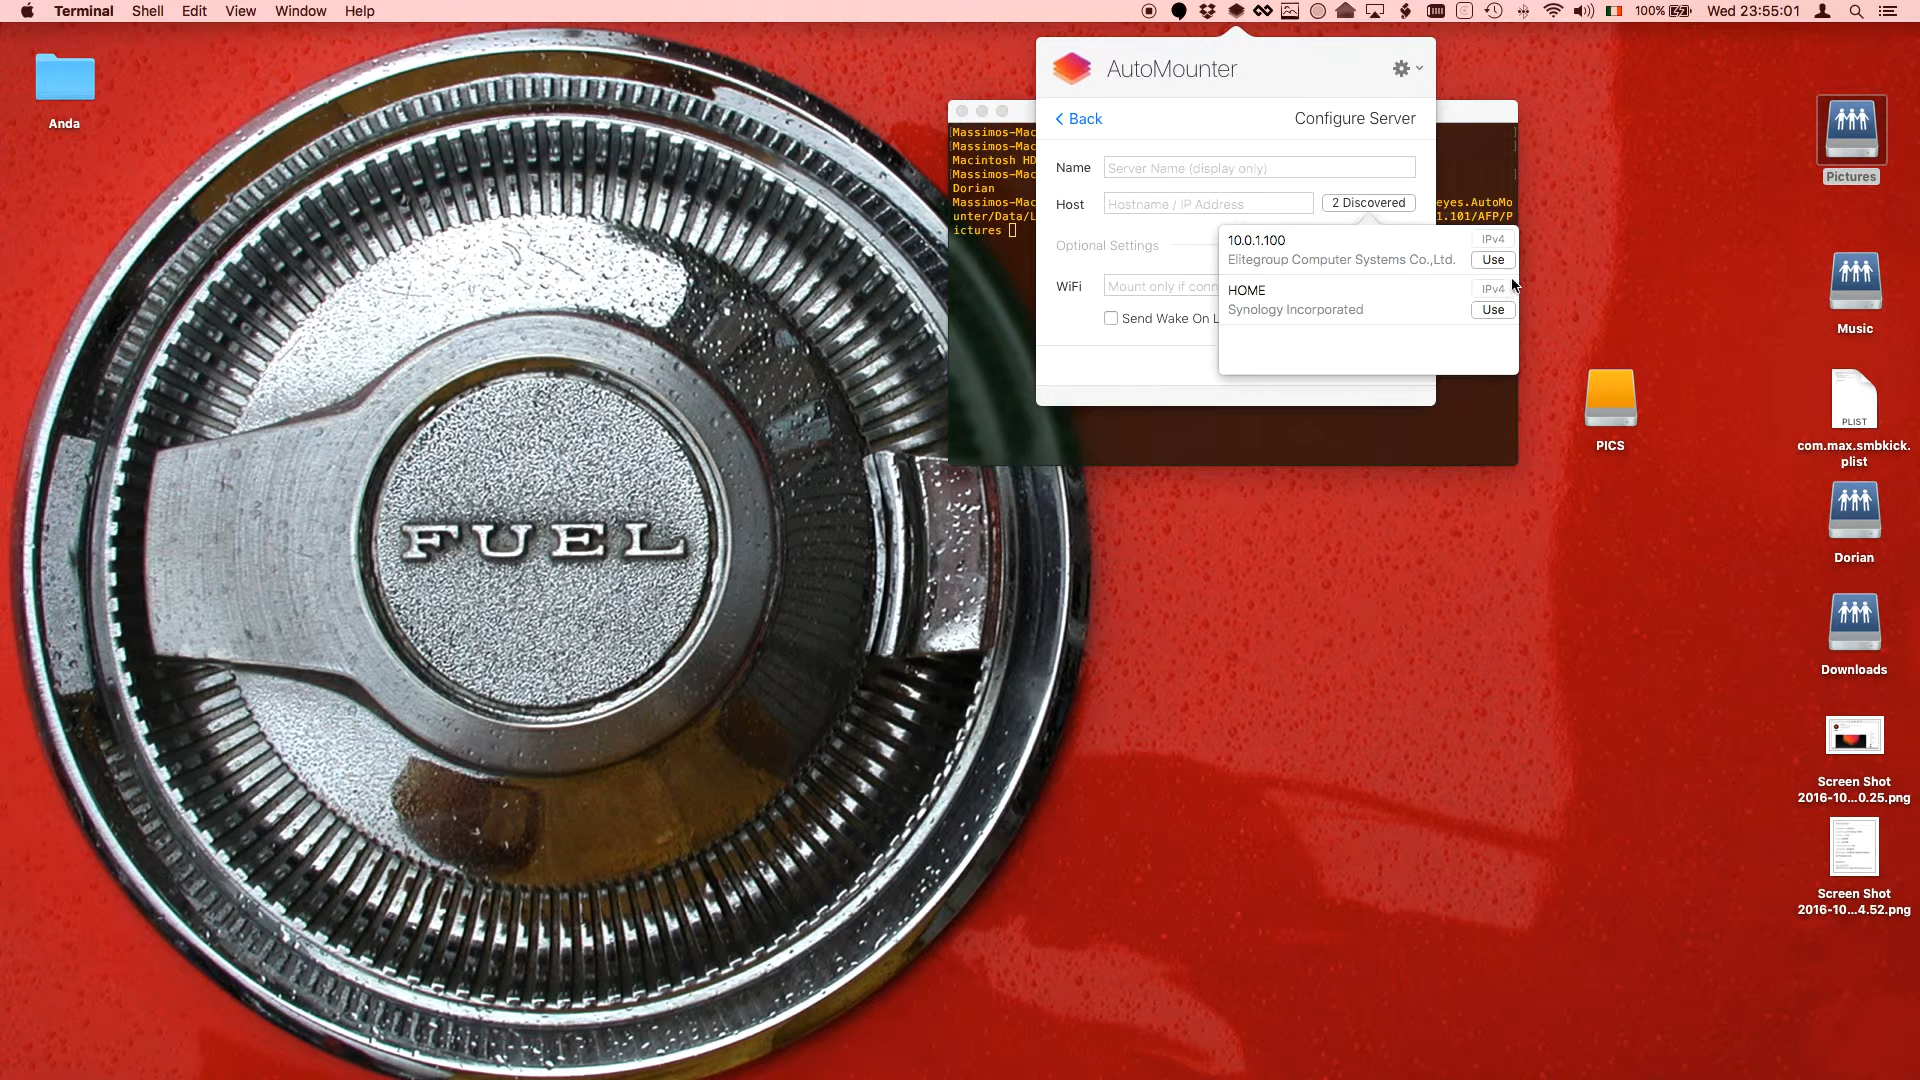 Terminal Shell Edit View Window Help
100% Wed 23:55:01
Anda
AutoMounter
Back Configure Server
Name Server Name (display only)
Host Hostname / IP Address 2 Discovered
10.0.1.100 IPv4
Elitegroup Computer Systems Co.,Ltd. Use
HOME IPv4
Synology Incorporated Use
Optional Settings
WiFi Mount only if conn
Send Wake On L
[Massimos-Mac
[Massimos-Mac
Macintosh HD
[Massimos-Mac
Dorian
Massimos-Mac eyes.AutoMo
unter/Data/L 1.101/AFP/P
ictures
FUEL
Pictures
Music
PICS
PLIST
com.max.smbkick.
plist
Dorian
Downloads
Screen Shot
2016-10...0.25.png
Screen Shot
2016-10...4.52.png